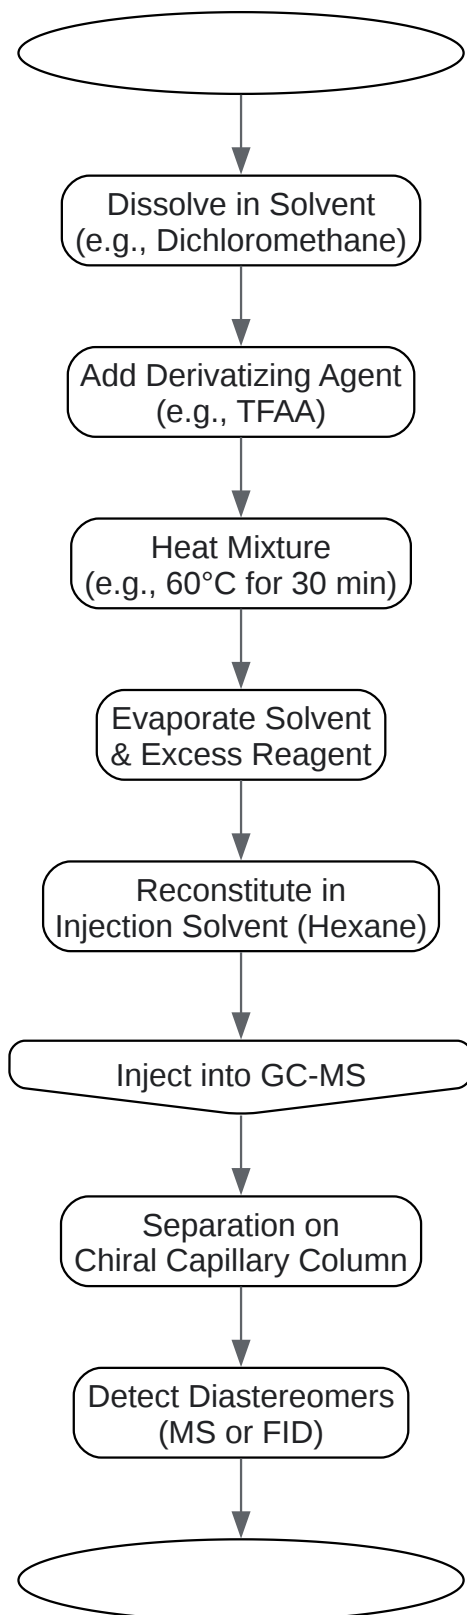 Dissolve in Solvent
(e.g., Dichloromethane)
Add Derivatizing Agent
(e.g., TFAA)
Heat Mixture
(e.g., 60°C for 30 min)
Evaporate Solvent
& Excess Reagent
Reconstitute in
Injection Solvent (Hexane)
Inject into GC-MS
Separation on
Chiral Capillary Column
Detect Diastereomers
(MS or FID)